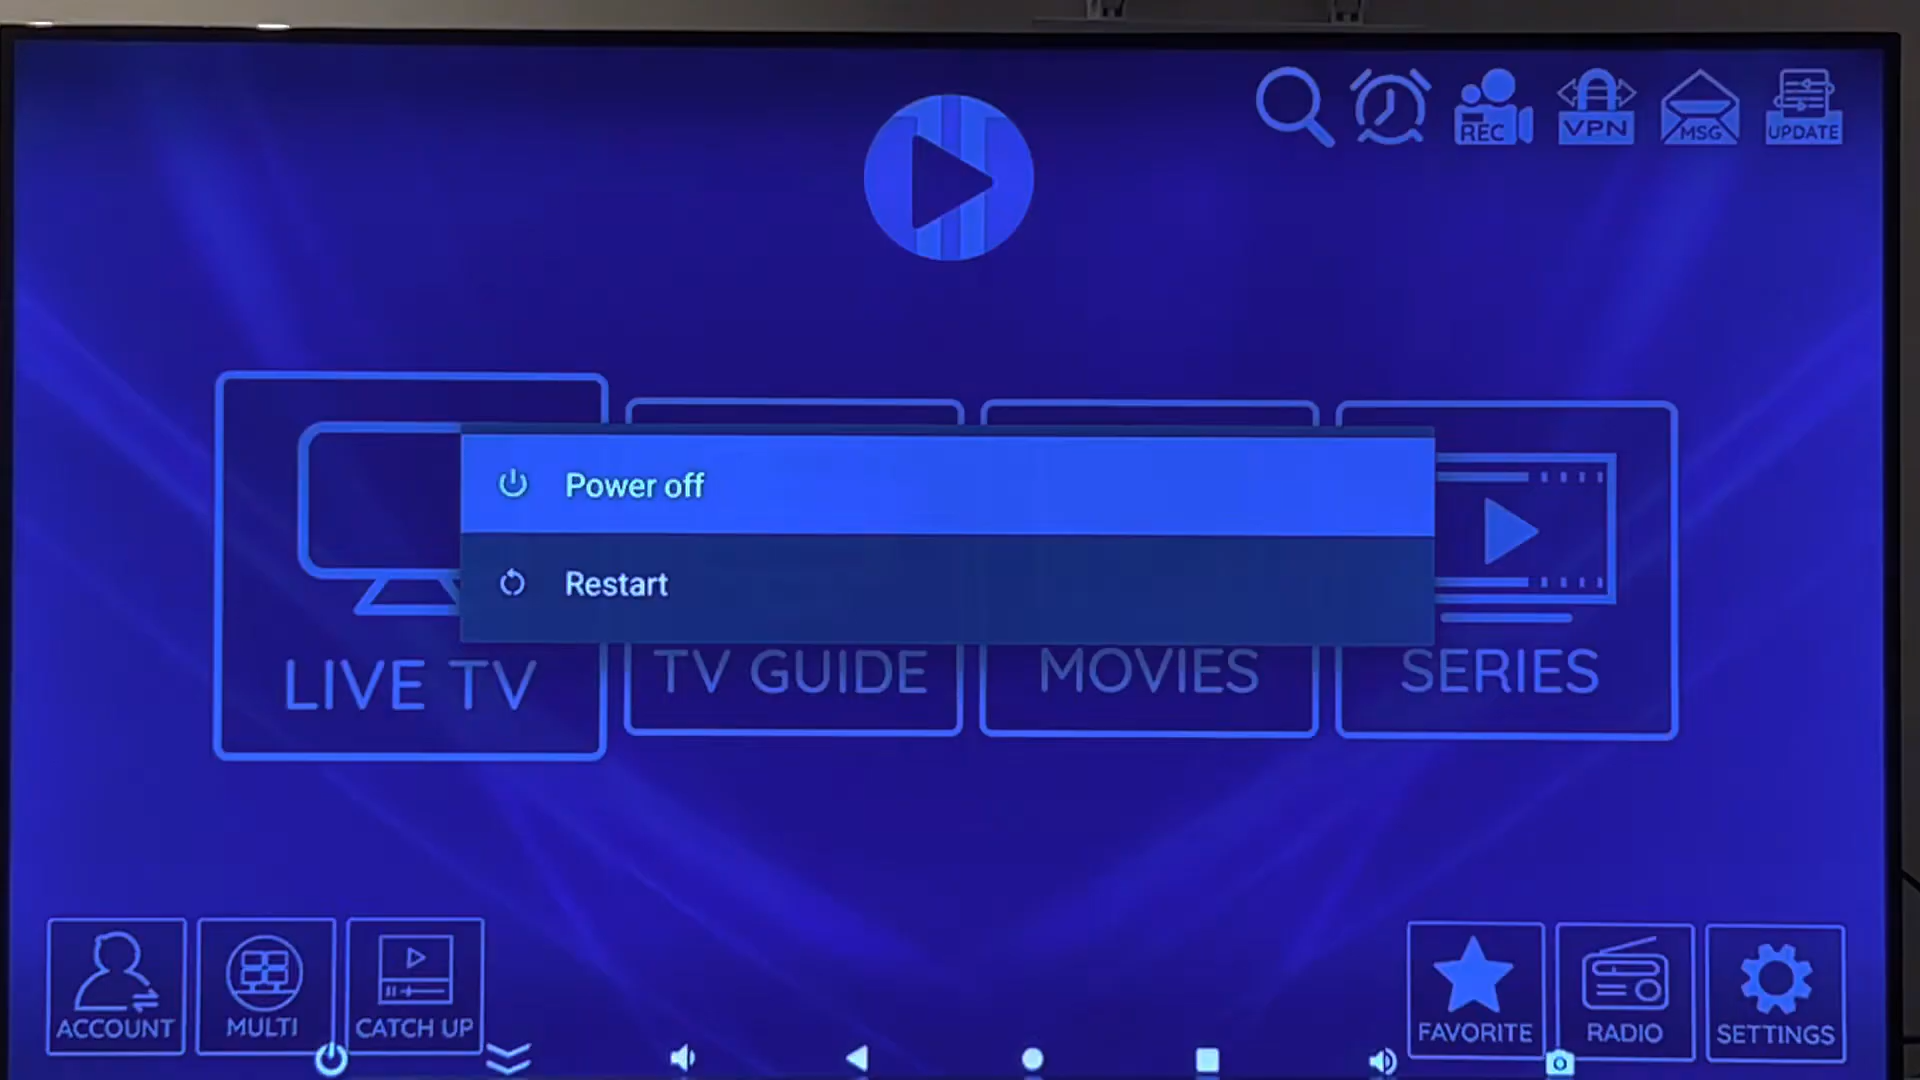 REC
VPN
MSG
UPDATE
Power off
Restart
LIVE TV
TV GUIDE
MOVIES
SERIES
ACCOUNT
MULTI
CATCH UP
FAVORITE
RADIO
SETTINGS